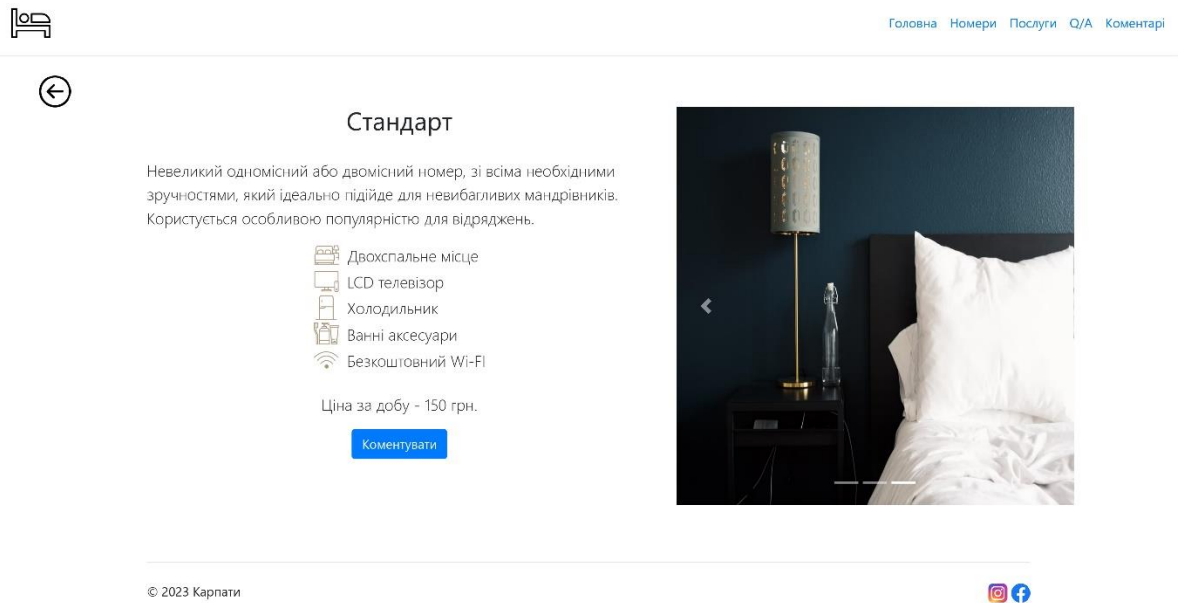 Головна Номери Послуги Q/A Коментарі
Стандарт
Невеликий одномісний або двомісний номер, зі всіма необхідними
зручностями, який ідеально підійде для невибагливих мандрівників.
Користується особливою популярністю для відряджень.
Двохспальне місце
LCD телевізор
Холодильник
Ванні аксесуари
Безкоштовний Wi-FI
Ціна за добу - 150 грн.
Коментувати
© 2023 Карпати